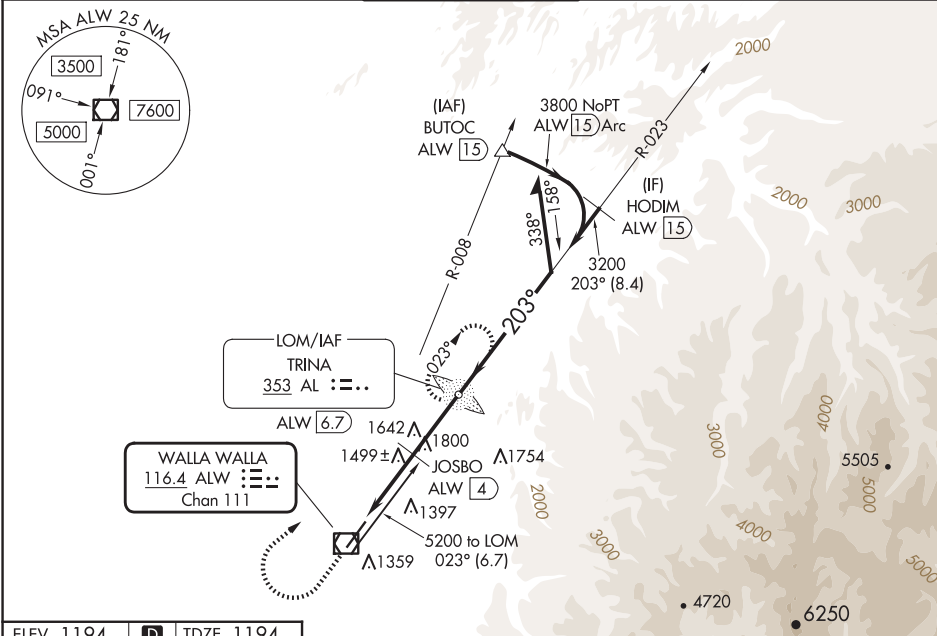 MSA ALW 25 NM
181°
3500
091°
7600
5000
001°
2000
(IAF)
BUTOC
ALW 15
3800 NoPT
ALW 15 Arc
R-023
(IF)
HODIM
ALW 15
158°
338°
2000
3000
R-008
3200
203° (8.4)
203°
LOM/IAF
TRINA
353 AL
ALW 6.7
023°
1642
1800
1499±
JOSBO
ALW 4
1754
WALLA WALLA
116.4 ALW
Chan 111
1397
5200 to LOM
023° (6.7)
1359
4000
3000
5505
5000
2000
4000
3000
5000
4720
6250
ELEV 1194 D TDZE 1194